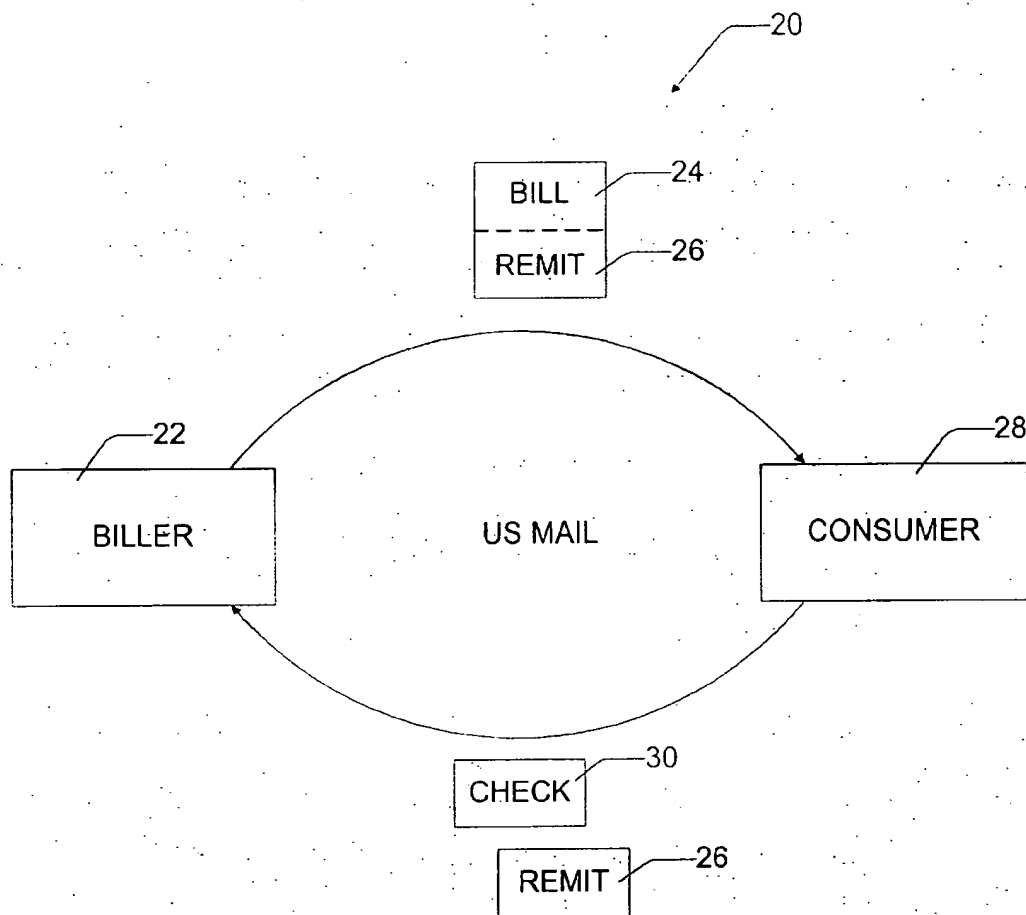 20
BILL
24
REMIT
26
22
28
BILLER
US MAIL
CONSUMER
CHECK
30
REMIT
26